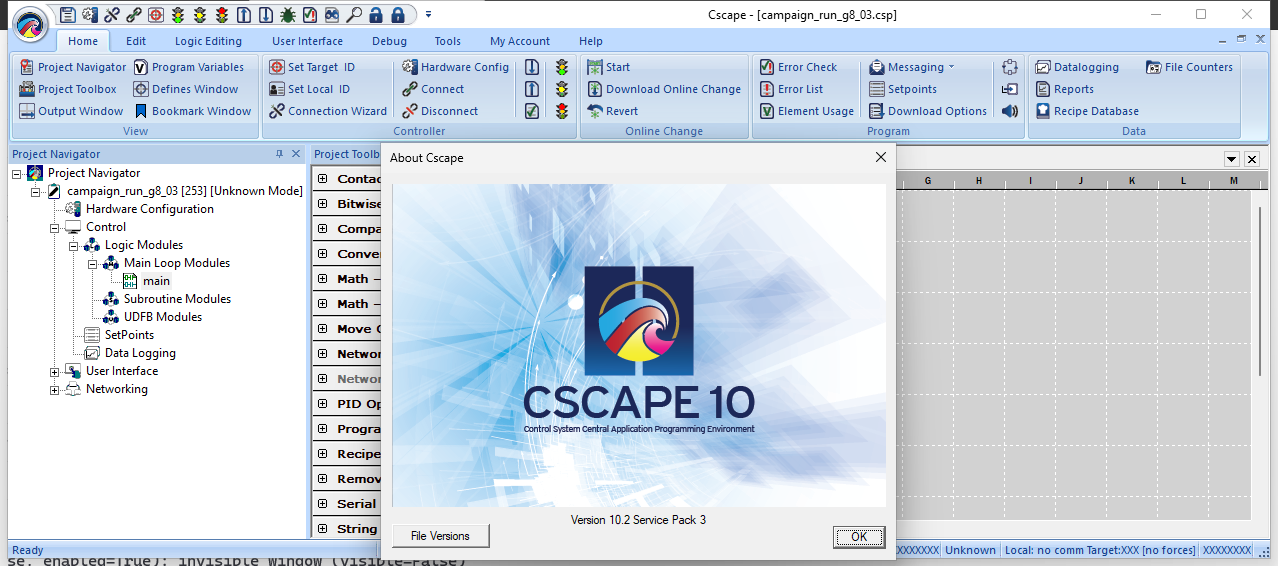 Cscape - [campaign_run_g8_03.csp]
Home Edit Logic Editing User Interface Debug Tools My Account Help
Project Navigator Program Variables Set Target ID Hardware Config Start Error Check Messaging Datalogging File Counters
Project Toolbox Defines Window Set Local ID Connect Download Online Change Error List Setpoints Reports
Output Window Bookmark Window Connection Wizard Disconnect Revert Element Usage Download Options Recipe Database
View Controller Online Change Program Data
Project Navigator
Project Navigator
campaign_run_g8_03 [253] [Unknown Mode]
Hardware Configuration
Control
Logic Modules
Main Loop Modules
main
Subroutine Modules
UDFB Modules
SetPoints
Data Logging
User Interface
Networking
Project Toolb
Contac
Bitwise
Compa
Conver
Math –
Math –
Move O
Networ
Networ
PID Op
Progra
Recipe
Remov
Serial
String
About Cscape
CSCAPE 10
Control System Central Application Programming Environment
Version 10.2 Service Pack 3
File Versions OK
G H I J K L M
Ready XXXXXXX Unknown Local: no comm Target:XXX [no forces] XXXXXXXX
se, enabled=True): invisible window (visible=False)